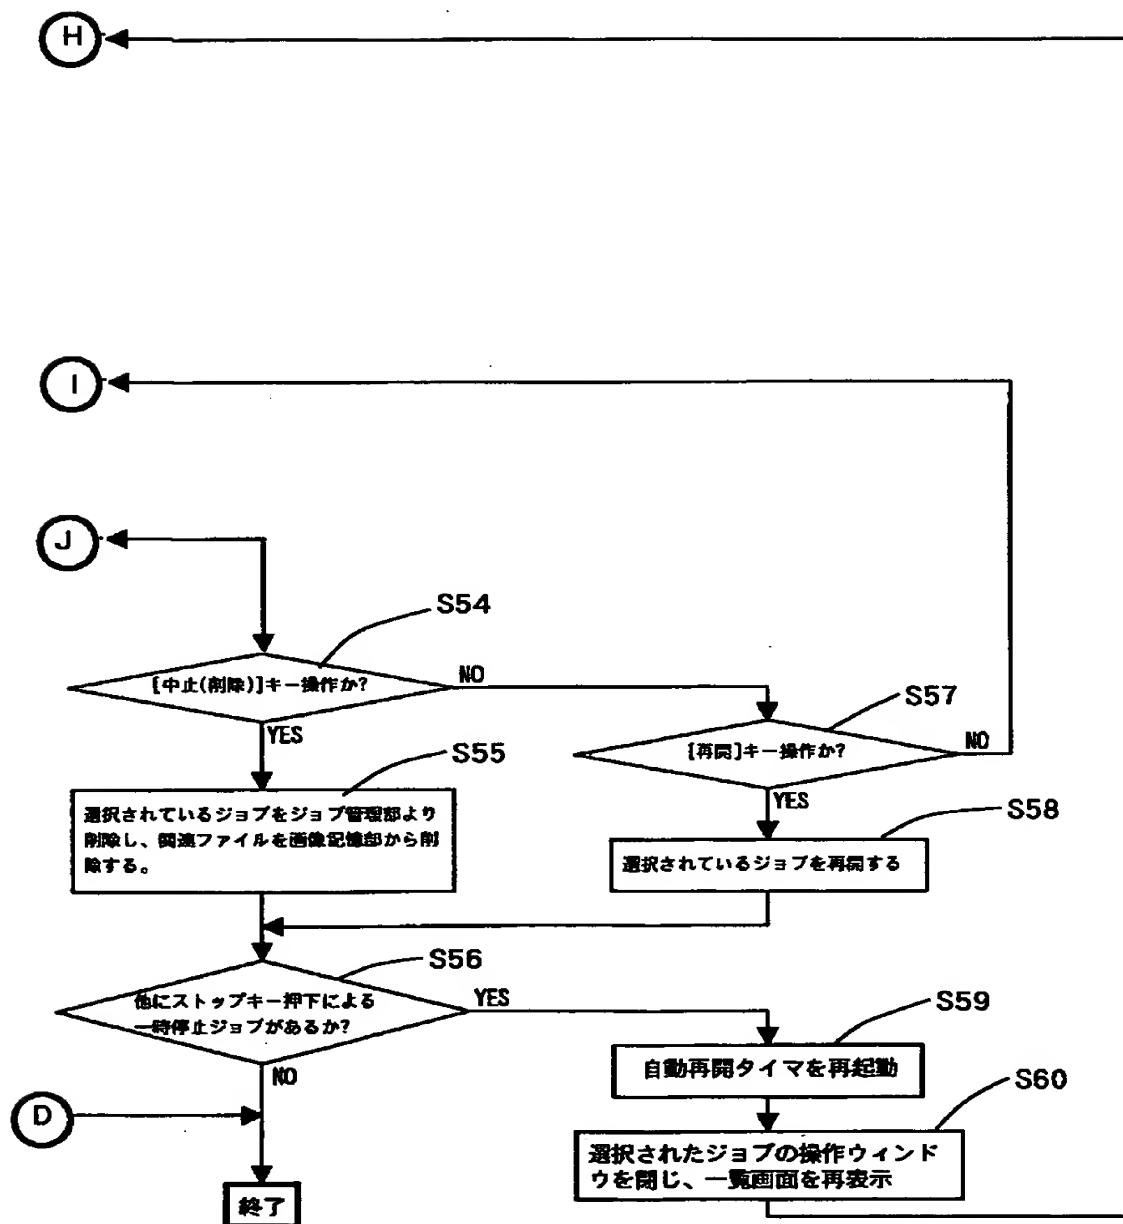 H
I
J
S54
[中止(削除)]キー操作か?
NO
YES
S57
[再開]キー操作か?
NO
YES
S55
選択されているジョブをジョブ管理部より
削除し、関連ファイルを画像記憶部から削
除する。
S58
選択されているジョブを再開する
S56
他にストップキー押下による
一時停止ジョブがあるか?
YES
NO
S59
自動再開タイマを再起動
S60
選択されたジョブの操作ウィンド
ウを閉じ、一覧画面を再表示
D
終了